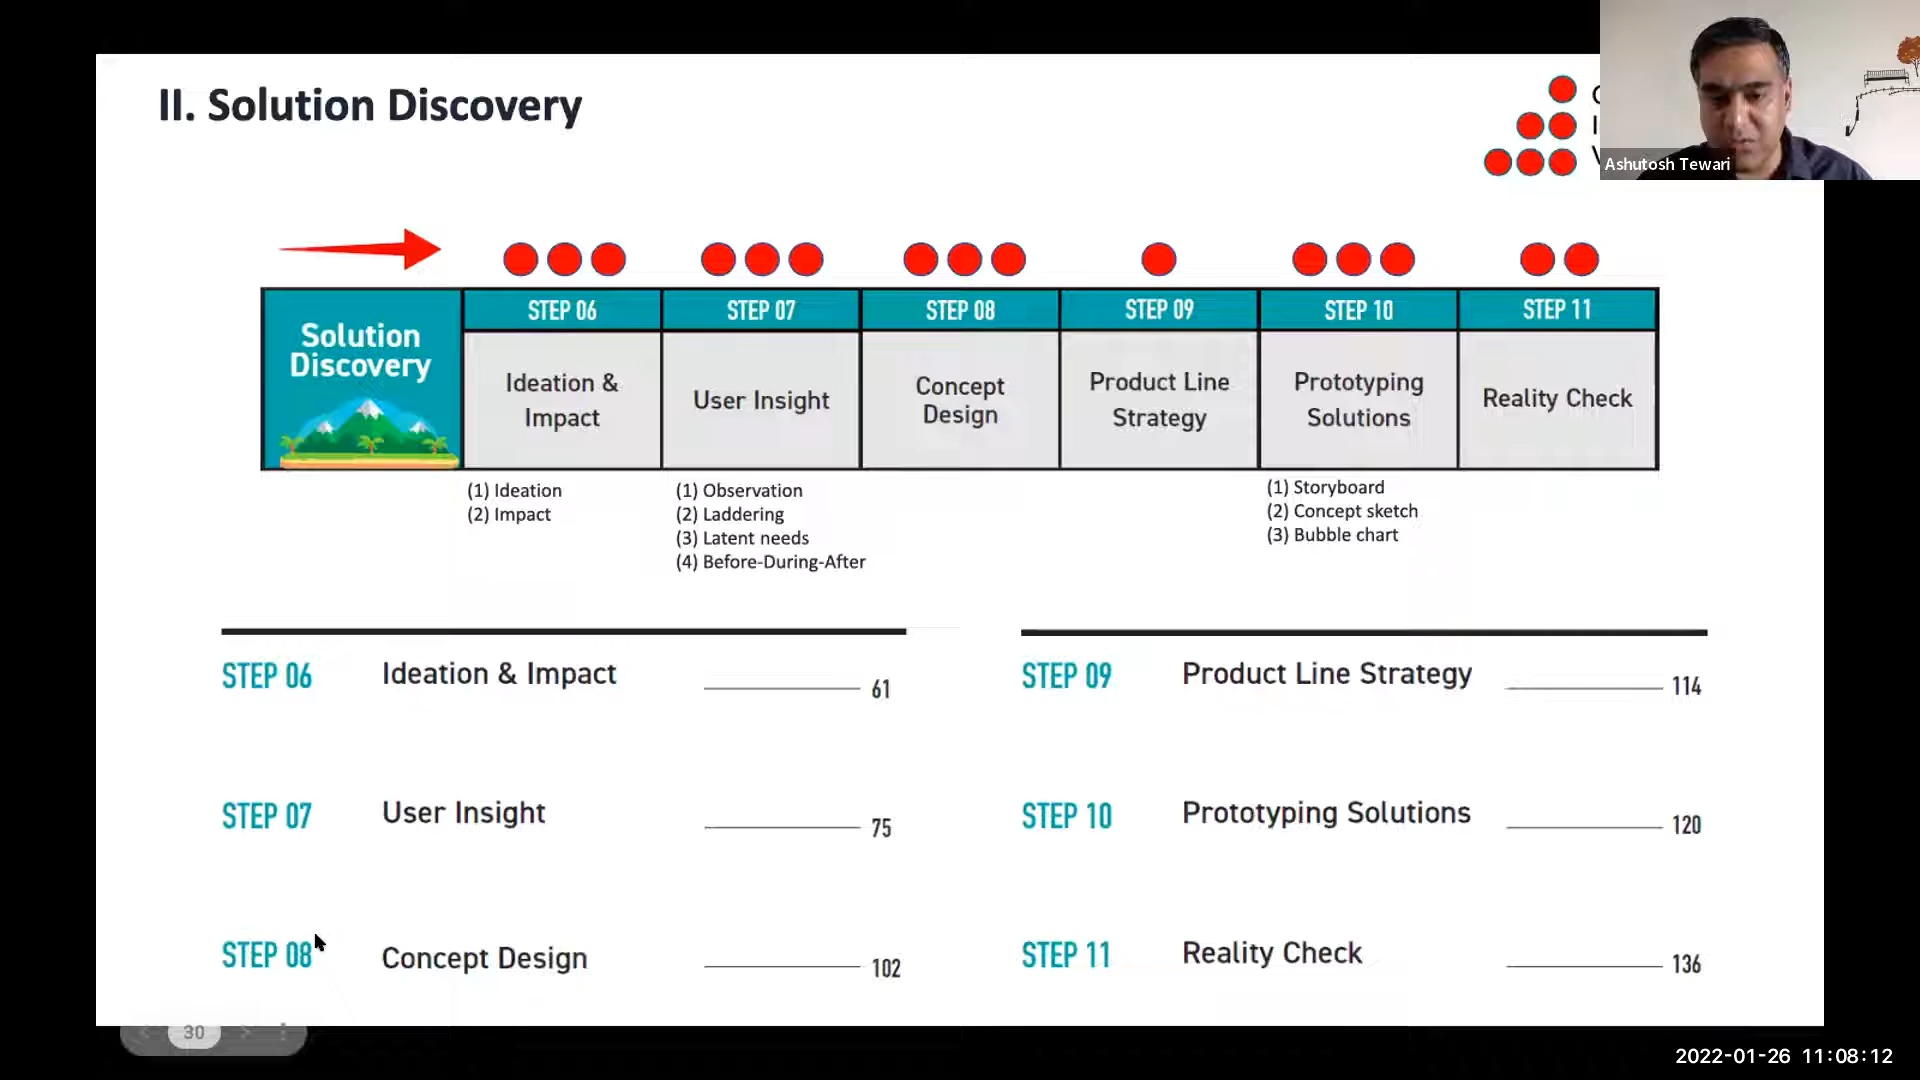 II. Solution Discovery
Ashutosh Tewari
Solution
Discovery
STEP 06
STEP 07
STEP 08
STEP 09
STEP 10
STEP 11
Ideation &
Impact
User Insight
Concept
Design
Product Line
Strategy
Prototyping
Solutions
Reality Check
(1) Ideation
(2) Impact
(1) Observation
(2) Laddering
(3) Latent needs
(4) Before-During-After
(1) Storyboard
(2) Concept sketch
(3) Bubble chart
STEP 06 Ideation & Impact 61
STEP 07 User Insight 75
STEP 08 Concept Design 102
STEP 09 Product Line Strategy 114
STEP 10 Prototyping Solutions 120
STEP 11 Reality Check 136
30
2022-01-26 11:08:12